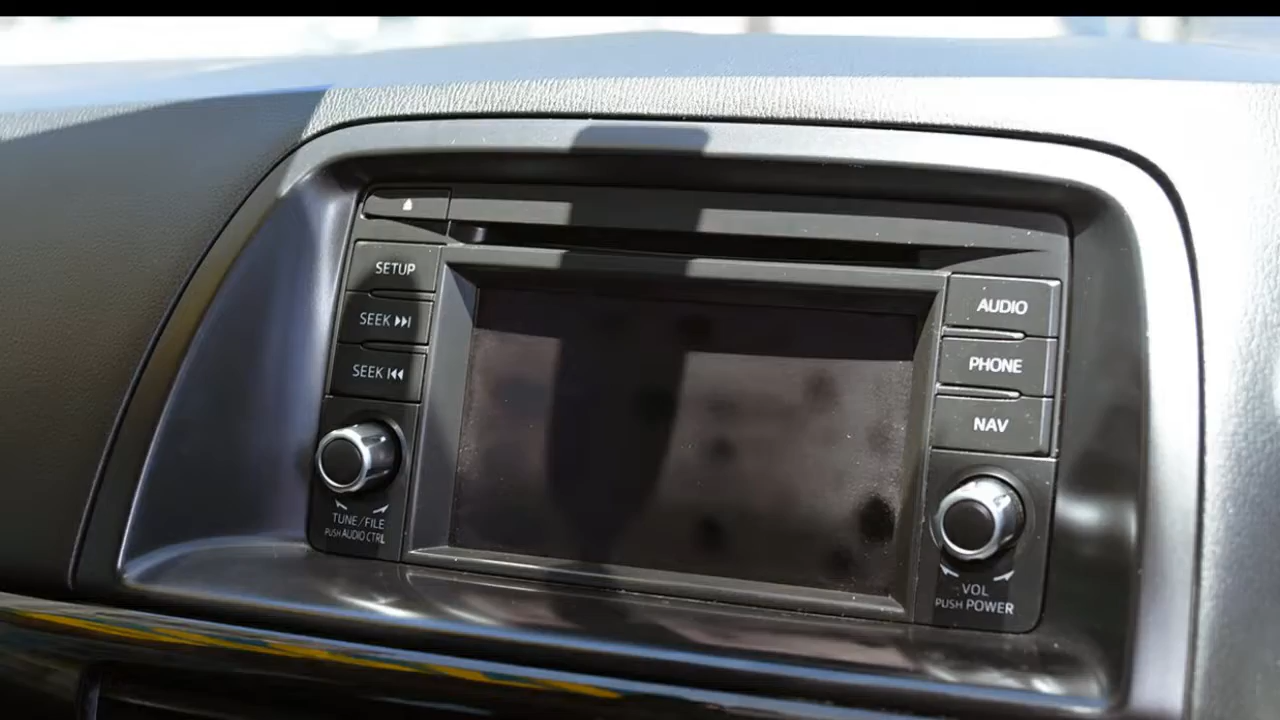 SETUP
SEEK
SEEK
TUNE/FILE
PUSH AUDIO CTRL
AUDIO
PHONE
NAV
VOL
PUSH POWER